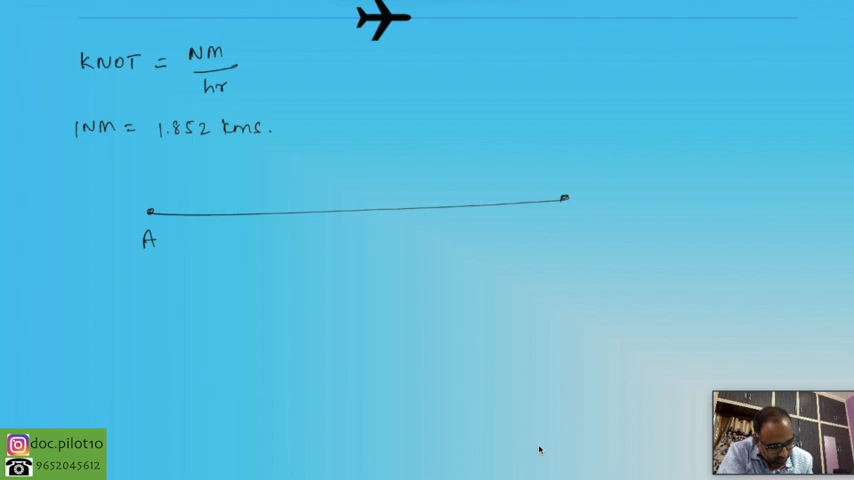 KNOT = NM
hr
1NM = 1.852 kms.
A
doc.pilot10
9652045612